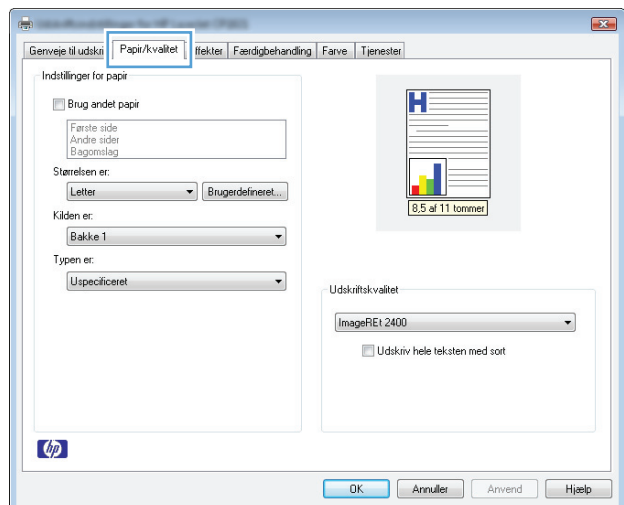 Genveje til udskri
Papir/kvalitet
ffekter
Færdigbehandling
Farve
Tjenester
Indstillinger for papir
Brug andet papir
Første side
Andre sider
Bagomslag
Størrelsen er:
Letter
Brugerdefineret...
Kilden er:
Bakke 1
Typen er:
Uspecificeret
H
8,5 af 11 tommer
Udskriftskvalitet
ImageREt 2400
Udskriv hele teksten med sort
hp
OK
Annuller
Anvend
Hjælp